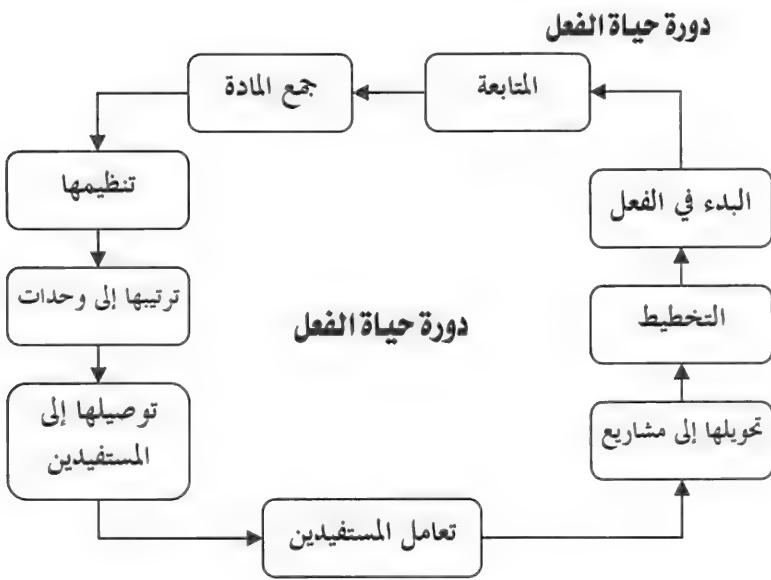 دورة حياة الفعل
المتابعة
جمع المادة
تنظيمها
البدء في الفعل
ترتيبها إلى وحدات
التخطيط
دورة حياة الفعل
توصيلها إلى
المستفيدين
تحويلها إلى مشاريع
تعامل المستفيدين